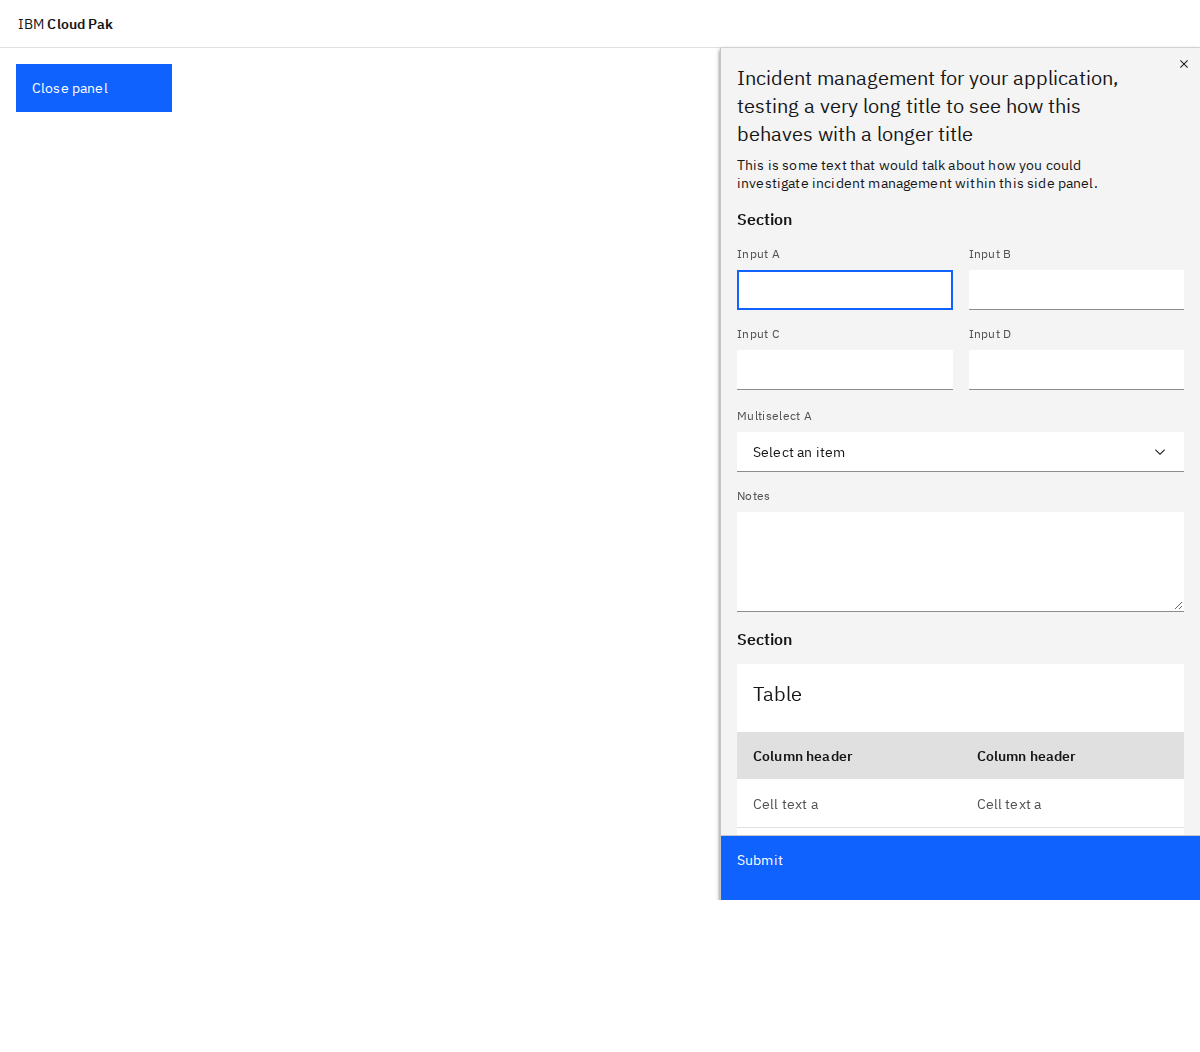 IBM Cloud Pak
Close panel
Incident management for your application,
testing a very long title to see how this
behaves with a longer title
This is some text that would talk about how you could
investigate incident management within this side panel.
Section
Input A
Input B
Input C
Input D
Multiselect A
Select an item
Notes
Section
Table
Column header
Column header
Cell text a
Cell text a
Submit